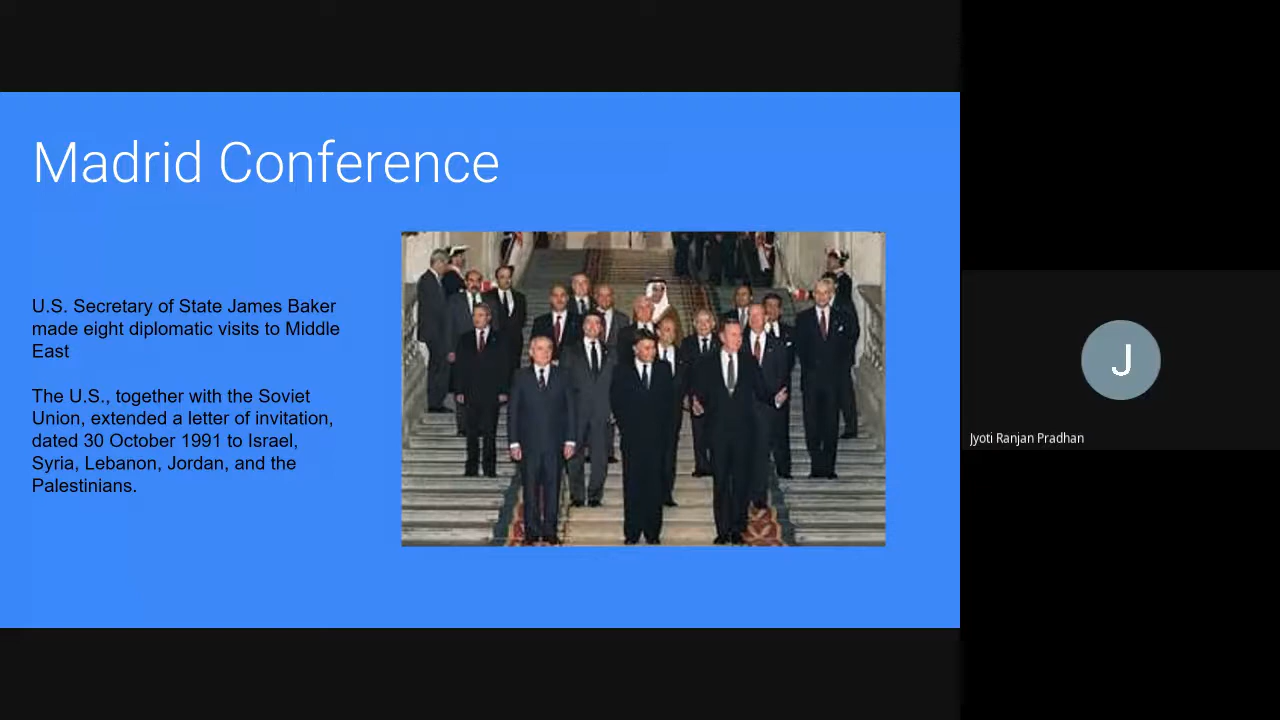 Madrid Conference
U.S. Secretary of State James Baker
made eight diplomatic visits to Middle
East
The U.S., together with the Soviet
Union, extended a letter of invitation,
dated 30 October 1991 to Israel,
Syria, Lebanon, Jordan, and the
Palestinians.
J
Jyoti Ranjan Pradhan